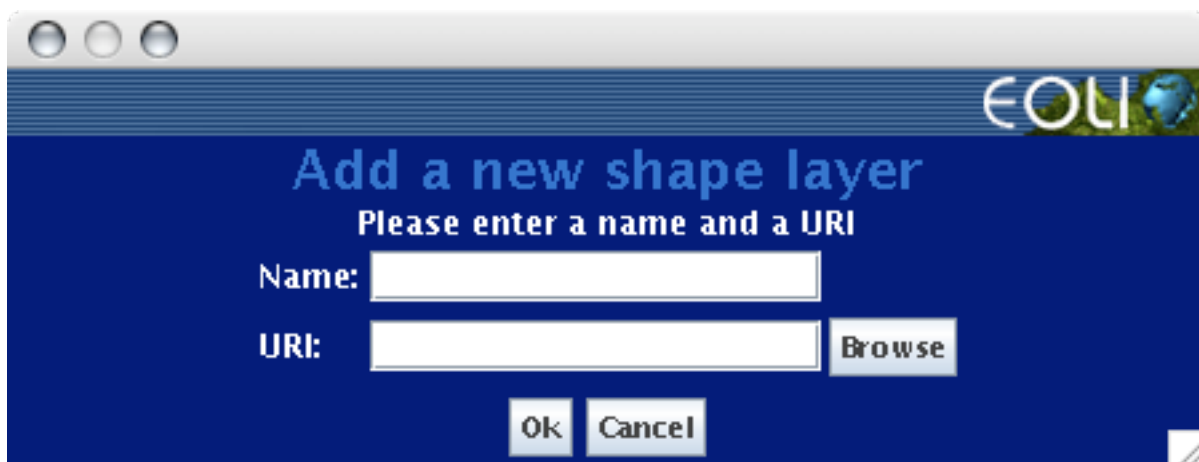 EOLI
Add a new shape layer
Please enter a name and a URI
Name:
URI: Browse
Ok Cancel